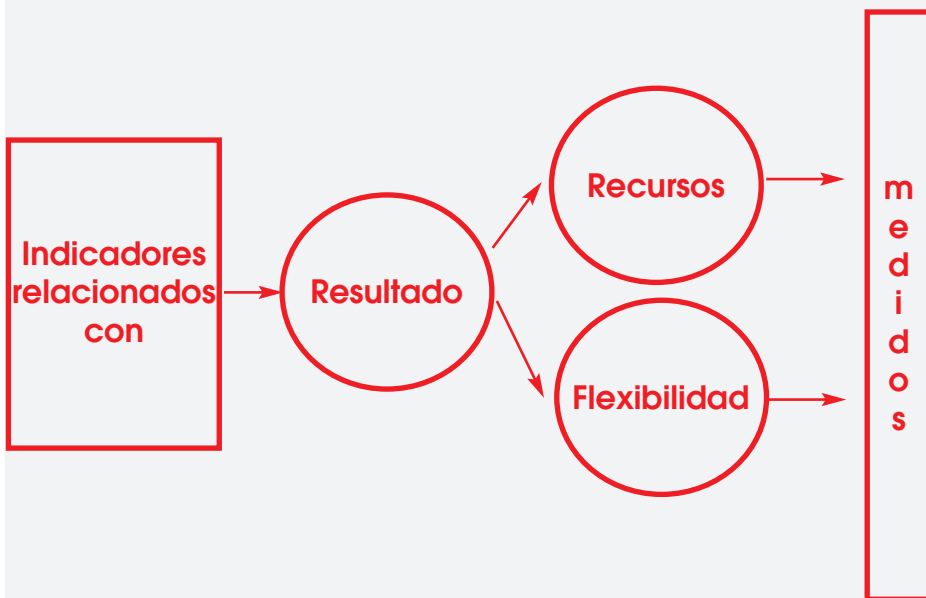 Indicadores
relacionados
con
Resultado
Recursos
Flexibilidad
m
e
d
i
d
o
s